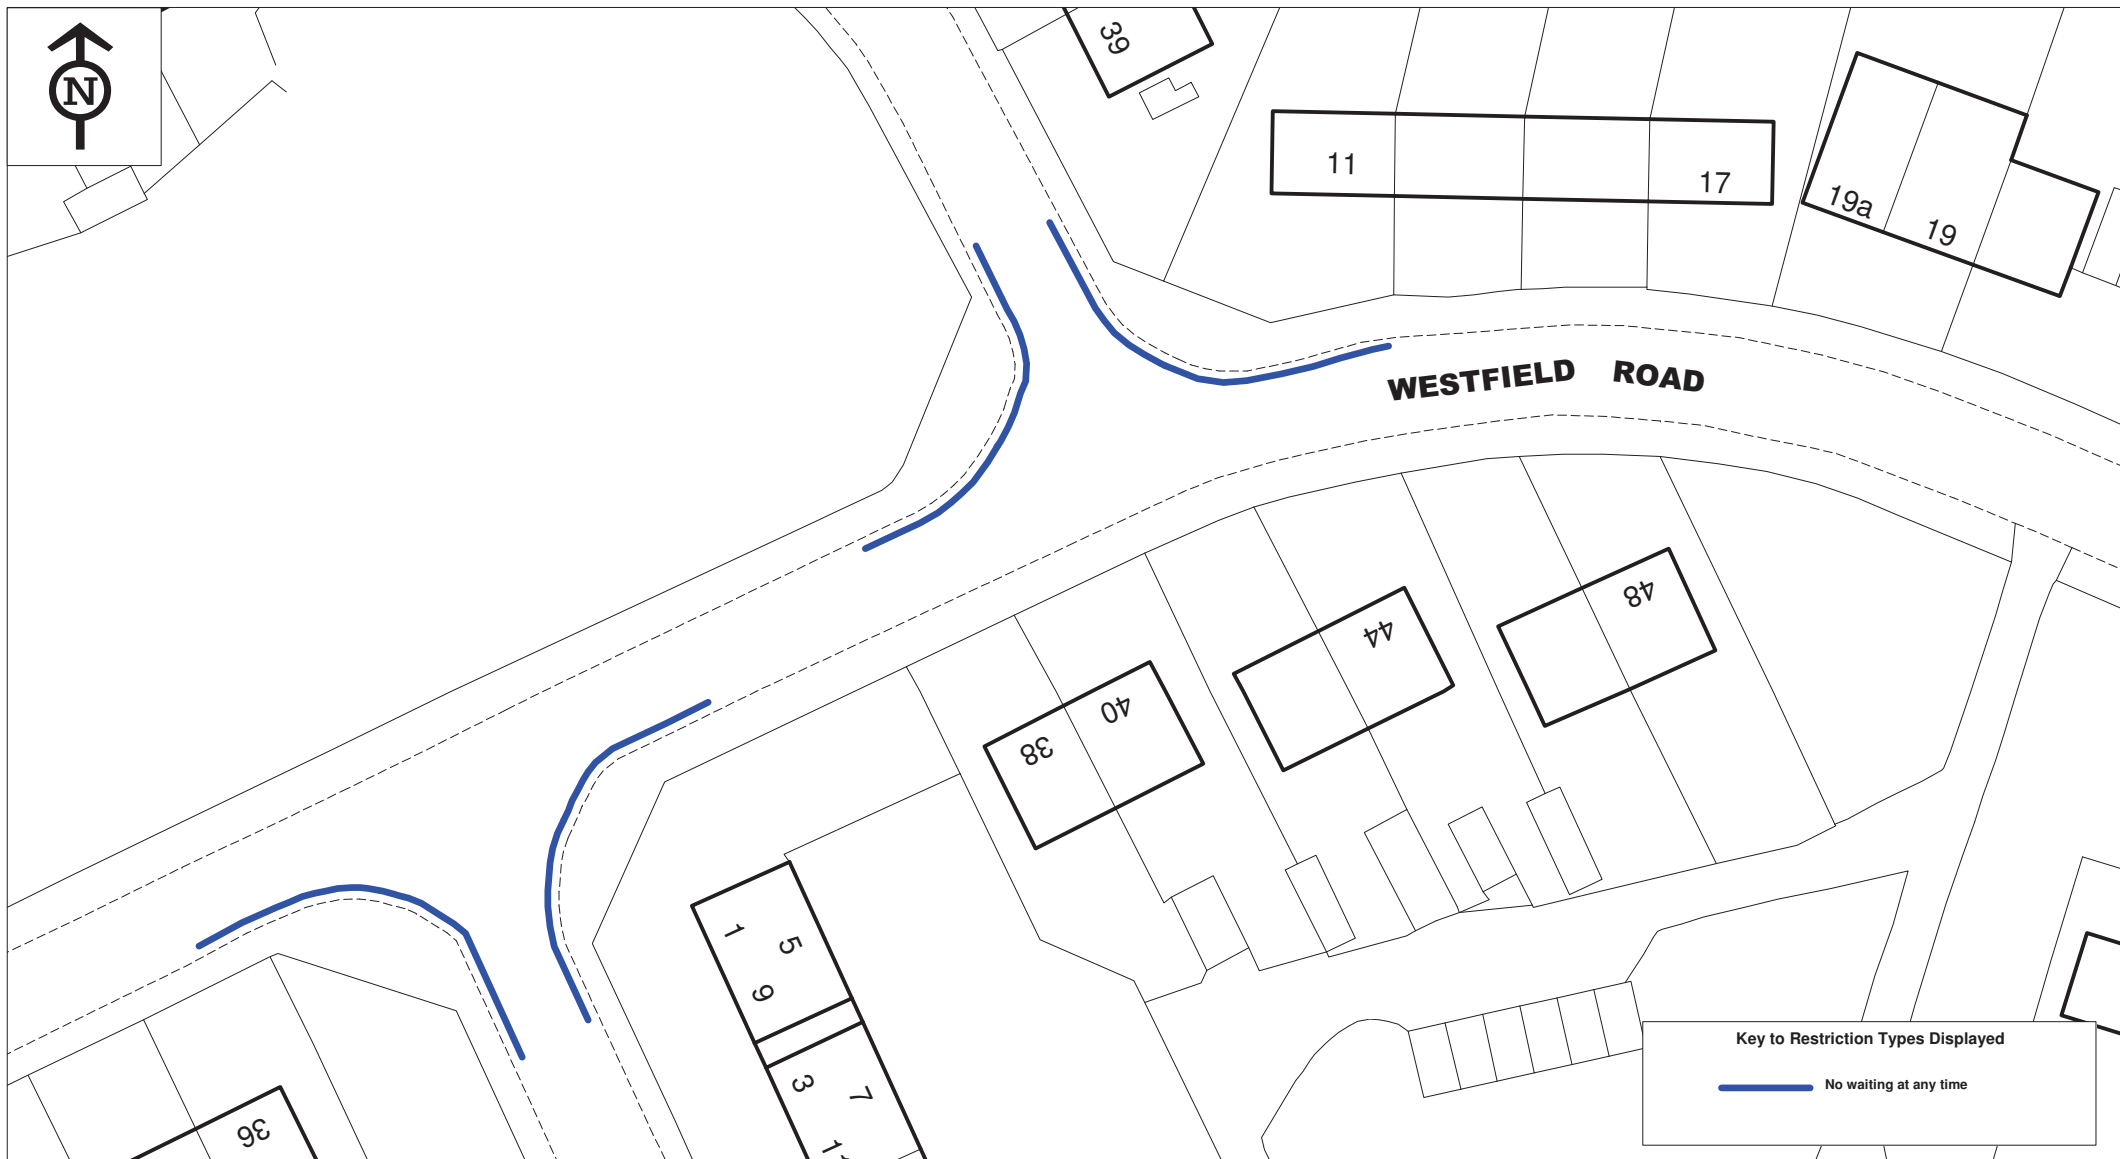 N
39
11
17
19a
19
WESTFIELD ROAD
48
44
40
38
1
5
9
3
7
36
Key to Restriction Types Displayed
No waiting at any time